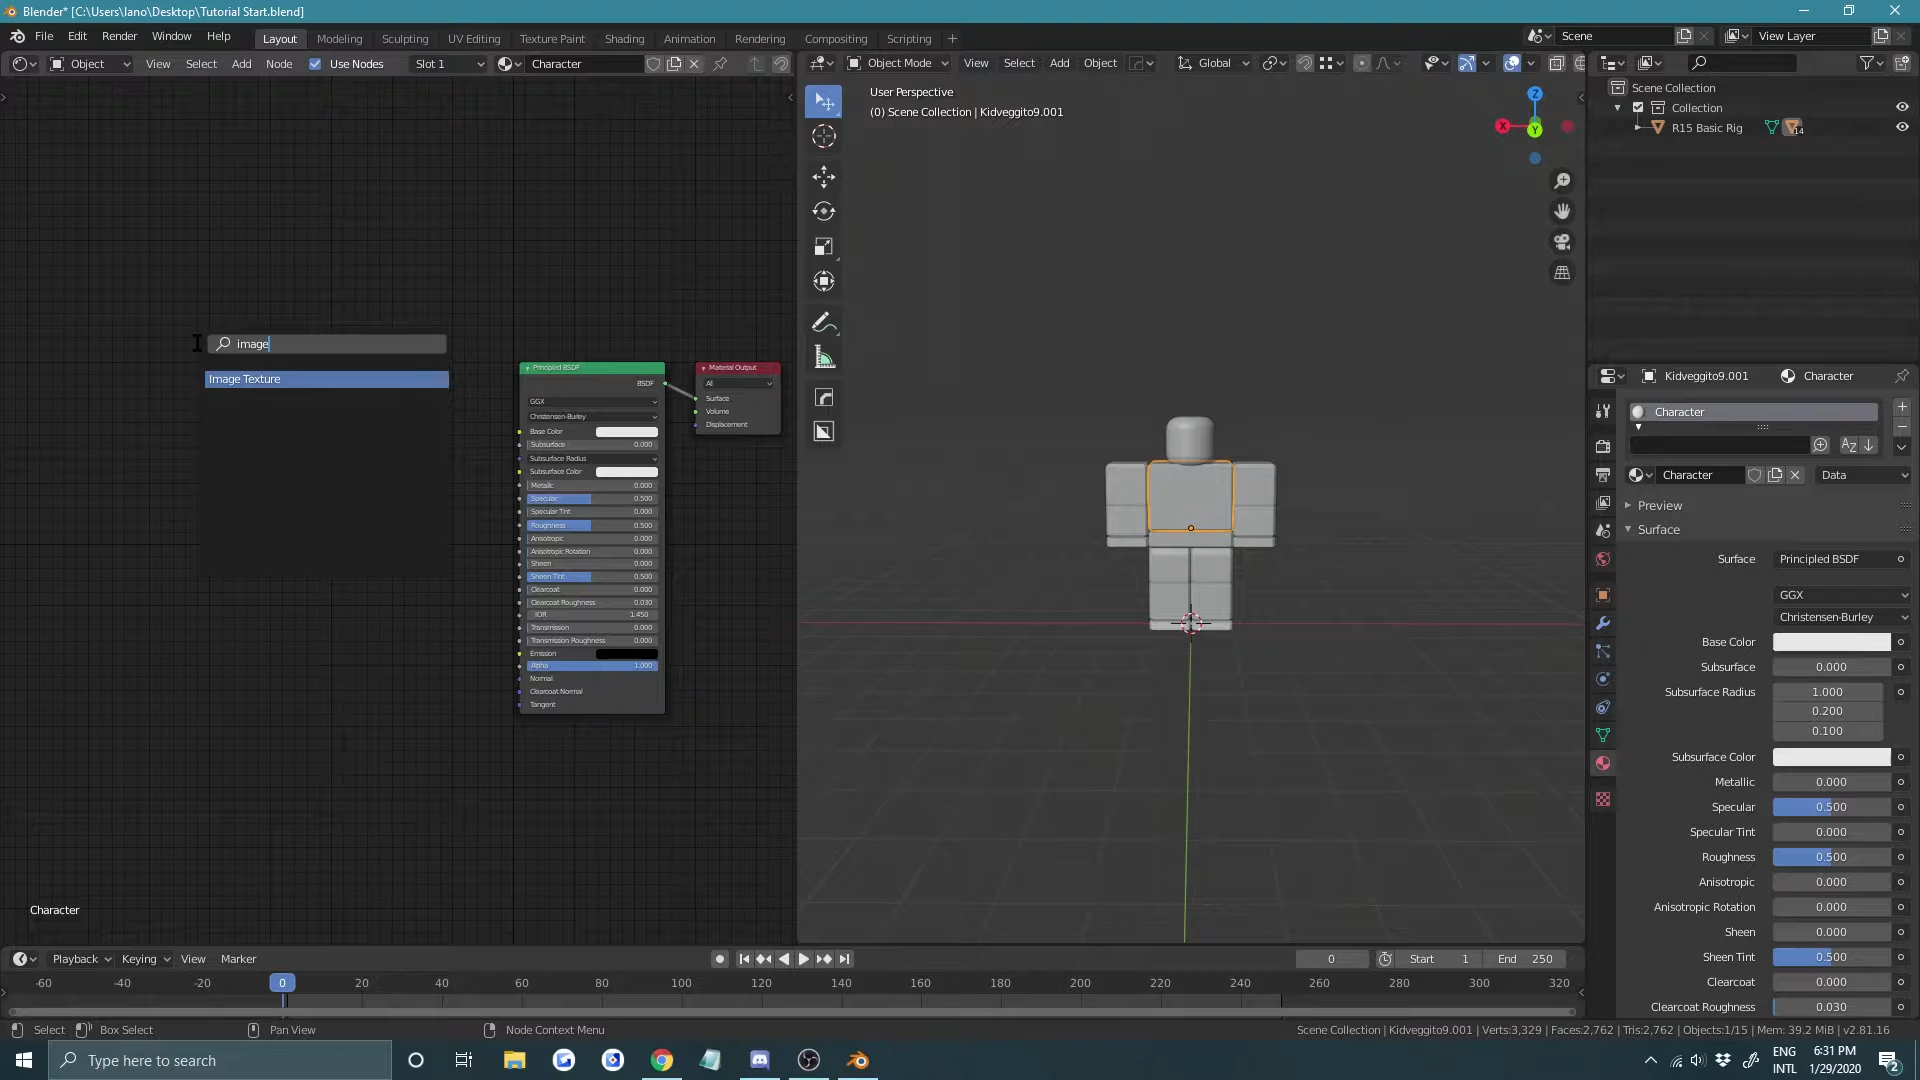 Blender* [C:\Users\Iano\Desktop\Tutorial Start.blend]
File Edit Render Window Help Layout Modeling Sculpting UV Editing Texture Paint Shading Animation Rendering Compositing Scripting + Scene View Layer
Object View Select Add Node Use Nodes Slot 1 Character
Object Mode View Select Add Object Global
User Perspective
(0) Scene Collection | Kidveggito9.001
Z
X
Y
Scene Collection
Collection
R15 Basic Rig 14
image
Image Texture
Principled BSDF
BSDF
GGX
Christensen-Burley
Base Color
Subsurface 0.000
Subsurface Radius
Subsurface Color
Metallic 0.000
Specular 0.500
Specular Tint 0.000
Roughness 0.500
Anisotropic 0.000
Anisotropic Rotation 0.000
Sheen 0.000
Sheen Tint 0.500
Clearcoat 0.000
Clearcoat Roughness 0.030
IOR 1.450
Transmission 0.000
Transmission Roughness 0.000
Emission
Alpha 1.000
Normal
Clearcoat Normal
Tangent
Material Output
All
Surface
Volume
Displacement
Character
Kidveggito9.001 Character
Character
Character Data
Preview
Surface
Surface Principled BSDF
GGX
Christensen-Burley
Base Color
Subsurface 0.000
Subsurface Radius 1.000
0.200
0.100
Subsurface Color
Metallic 0.000
Specular 0.500
Specular Tint 0.000
Roughness 0.500
Anisotropic 0.000
Anisotropic Rotation 0.000
Sheen 0.000
Sheen Tint 0.500
Clearcoat 0.000
Clearcoat Roughness 0.030
Playback Keying View Marker 0 Start 1 End 250
-60 -40 -20 0 20 40 60 80 100 120 140 160 180 200 220 240 260 280 300 320
Select Box Select Pan View Node Context Menu Scene Collection | Kidveggito9.001 | Verts:3,329 | Faces:2,762 | Tris:2,762 | Objects:1/15 | Mem: 39.2 MiB | v2.81.16
Type here to search
ENG
INTL
6:31 PM
1/29/2020
2